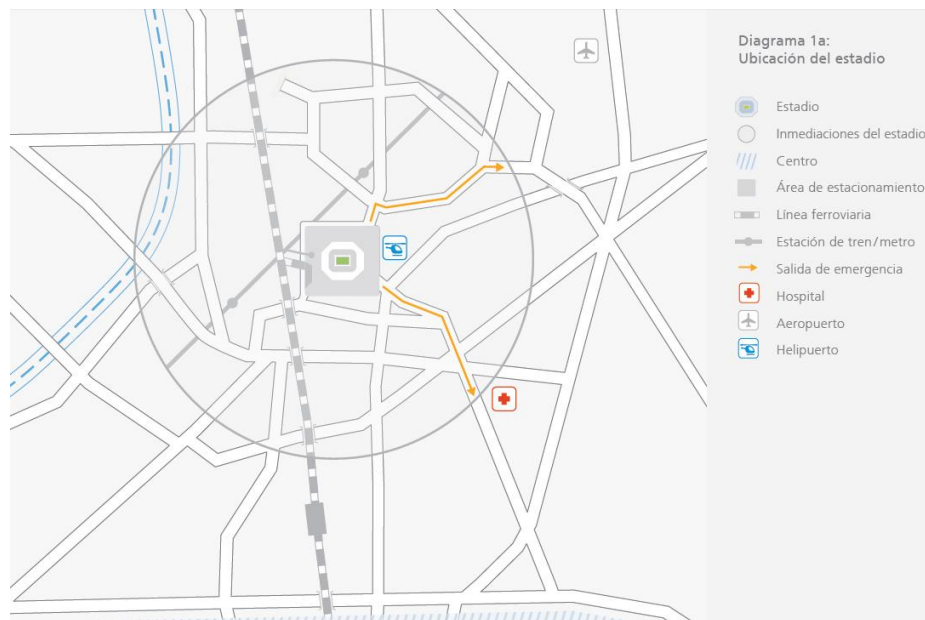 Diagrama 1a:
Ubicación del estadio
Estadio
Inmediaciones del estadio
Centro
Área de estacionamiento
Línea ferroviaria
Estación de tren/metro
Salida de emergencia
Hospital
Aeropuerto
Helipuerto